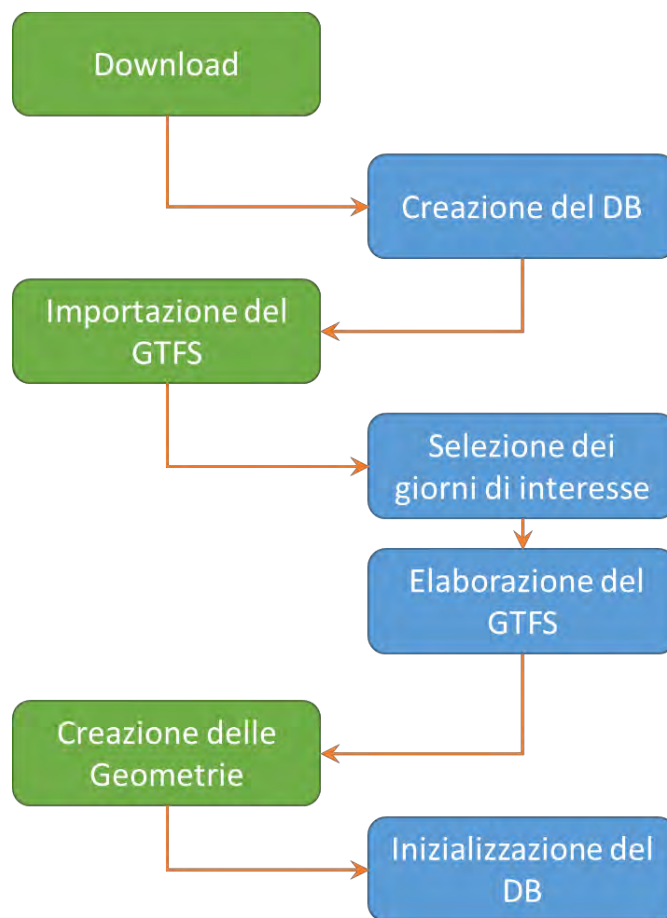 Download
Creazione del DB
Importazione del
GTFS
Selezione dei
giorni di interesse
Elaborazione del
GTFS
Creazione delle
Geometrie
Inizializzazione del
DB